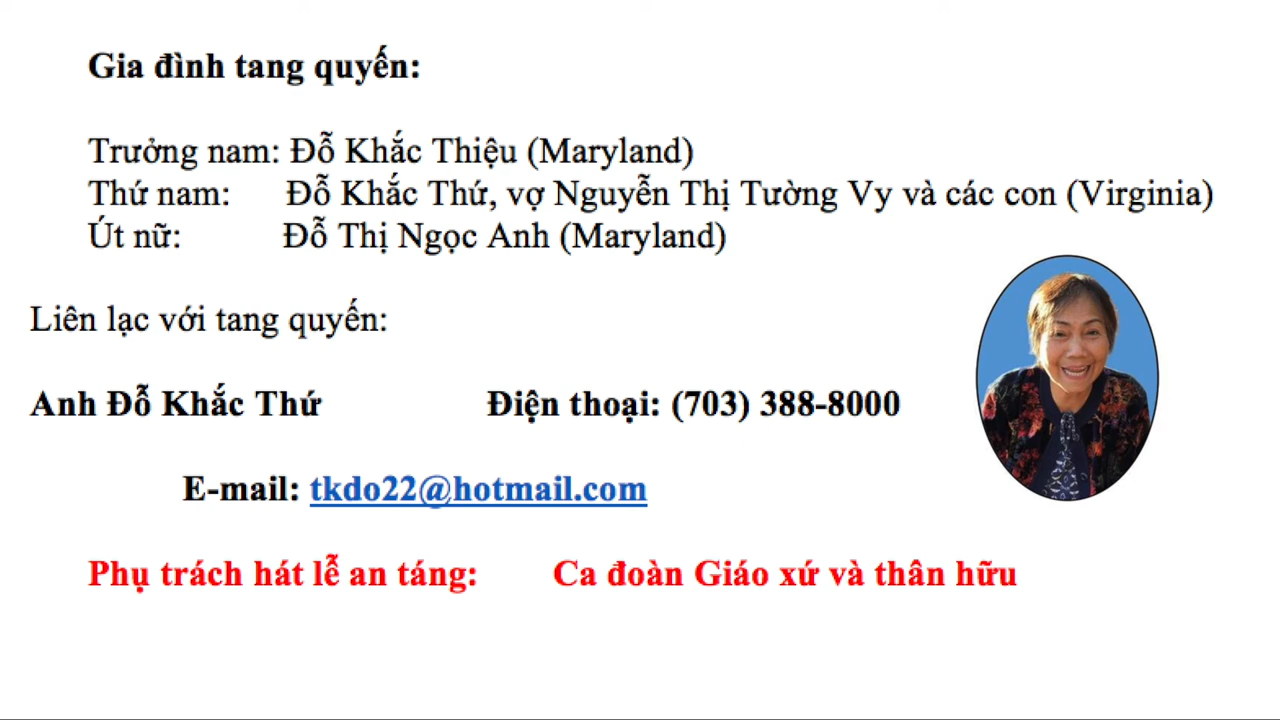 Gia đình tang quyến:
Trưởng nam: Đỗ Khắc Thiệu (Maryland)
Thứ nam: Đỗ Khắc Thứ, vợ Nguyễn Thị Tường Vy và các con (Virginia)
Út nữ: Đỗ Thị Ngọc Anh (Maryland)
Liên lạc với tang quyến:
Anh Đỗ Khắc Thứ Điện thoại: (703) 388-8000
E-mail: tkdo22@hotmail.com
Phụ trách hát lễ an táng: Ca đoàn Giáo xứ và thân hữu